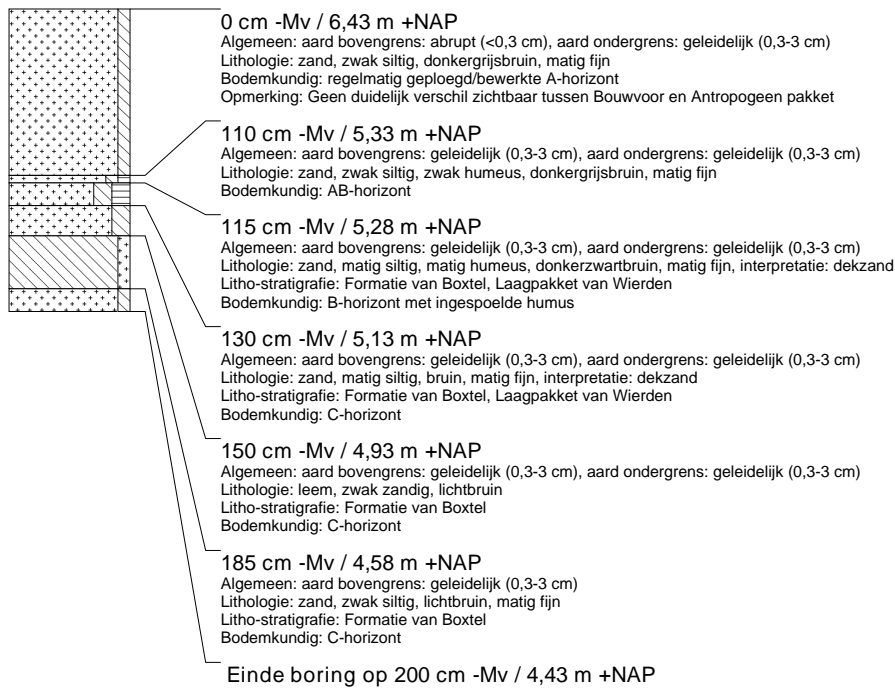 0 cm -Mv / 6,43 m +NAP
Algemeen: aard bovengrens: abrupt (<0,3 cm), aard ondergrens: geleidelijk (0,3-3 cm)
Lithologie: zand, zwak siltig, donkergrijsbruin, matig fijn
Bodemkundig: regelmatig geploegd/bewerkte A-horizont
Opmerking: Geen duidelijk verschil zichtbaar tussen Bouwvoor en Antropogeen pakket
110 cm -Mv / 5,33 m +NAP
Algemeen: aard bovengrens: geleidelijk (0,3-3 cm), aard ondergrens: geleidelijk (0,3-3 cm)
Lithologie: zand, zwak siltig, zwak humeus, donkergrijsbruin, matig fijn
Bodemkundig: AB-horizont
115 cm -Mv / 5,28 m +NAP
Algemeen: aard bovengrens: geleidelijk (0,3-3 cm), aard ondergrens: geleidelijk (0,3-3 cm)
Lithologie: zand, matig siltig, matig humeus, donkerzwartbruin, matig fijn, interpretatie: dekzand
Litho-stratigrafie: Formatie van Boxtel, Laagpakket van Wierden
Bodemkundig: B-horizont met ingespoelde humus
130 cm -Mv / 5,13 m +NAP
Algemeen: aard bovengrens: geleidelijk (0,3-3 cm), aard ondergrens: geleidelijk (0,3-3 cm)
Lithologie: zand, matig siltig, bruin, matig fijn, interpretatie: dekzand
Litho-stratigrafie: Formatie van Boxtel, Laagpakket van Wierden
Bodemkundig: C-horizont
150 cm -Mv / 4,93 m +NAP
Algemeen: aard bovengrens: geleidelijk (0,3-3 cm), aard ondergrens: geleidelijk (0,3-3 cm)
Lithologie: leem, zwak zandig, lichtbruin
Litho-stratigrafie: Formatie van Boxtel
Bodemkundig: C-horizont
185 cm -Mv / 4,58 m +NAP
Algemeen: aard bovengrens: geleidelijk (0,3-3 cm)
Lithologie: zand, zwak siltig, lichtbruin, matig fijn
Litho-stratigrafie: Formatie van Boxtel
Bodemkundig: C-horizont
Einde boring op 200 cm -Mv / 4,43 m +NAP